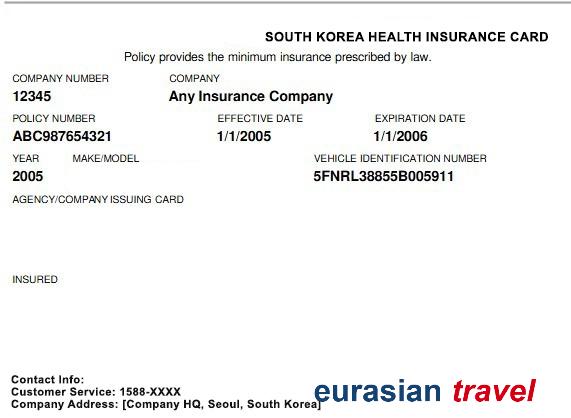 SOUTH KOREA HEALTH INSURANCE CARD
Policy provides the minimum insurance prescribed by law.
COMPANY NUMBER COMPANY
12345 Any Insurance Company
POLICY NUMBER EFFECTIVE DATE EXPIRATION DATE
ABC987654321 1/1/2005 1/1/2006
YEAR MAKE/MODEL VEHICLE IDENTIFICATION NUMBER
2005 5FNRL38855B005911
AGENCY/COMPANY ISSUING CARD
INSURED
Contact Info:
Customer Service: 1588-XXXX
Company Address: [Company HQ, Seoul, South Korea]
eurasian travel